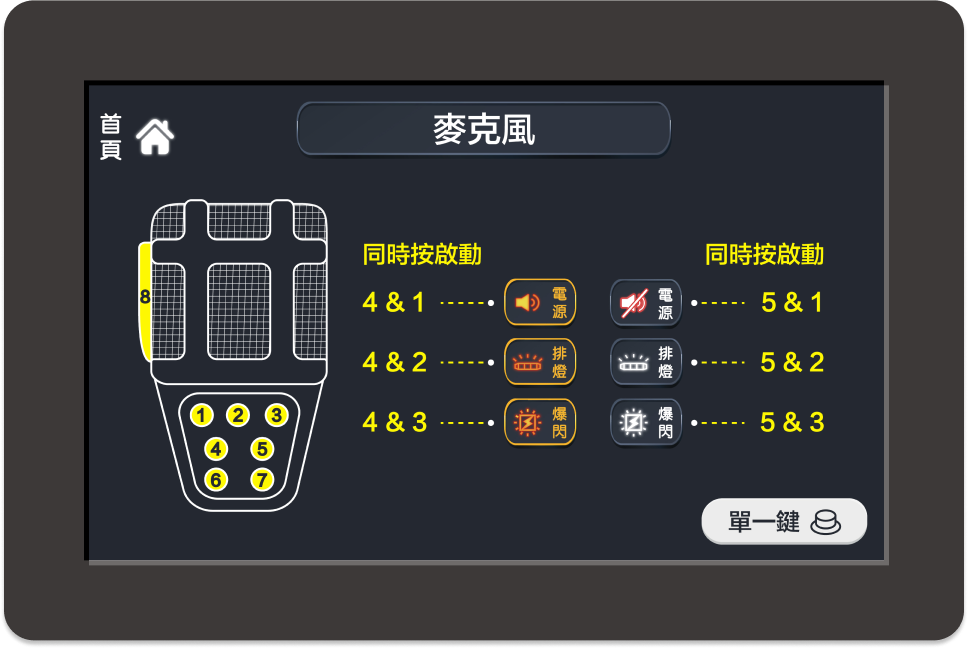 首頁
麥克風
同時按啟動
同時按啟動
8
4 & 1
電源
電源
5 & 1
4 & 2
排燈
排燈
5 & 2
4 & 3
爆閃
爆閃
5 & 3
1 2 3
4 5
6 7
單一鍵